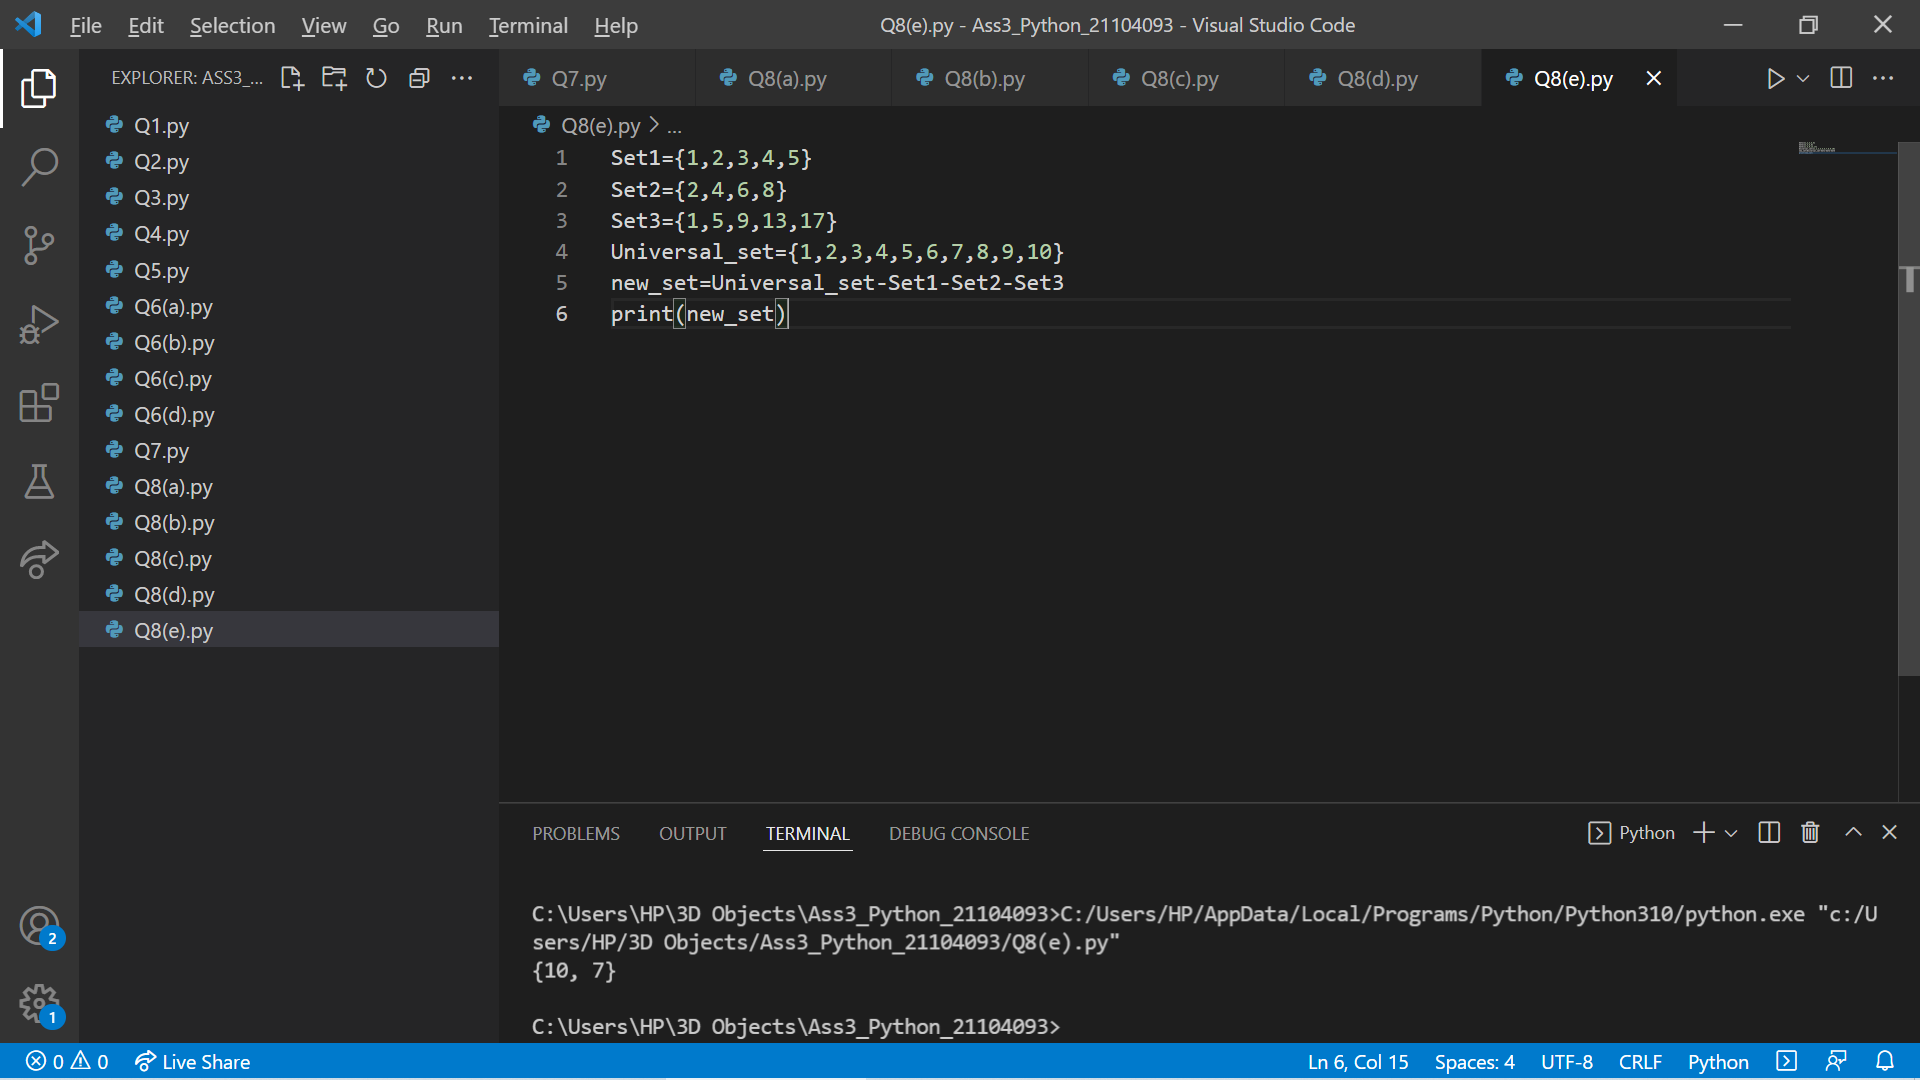 File Edit Selection View Go Run Terminal Help
Q8(e).py - Ass3_Python_21104093 - Visual Studio Code
EXPLORER: ASS3_...
Q1.py
Q2.py
Q3.py
Q4.py
Q5.py
Q6(a).py
Q6(b).py
Q6(c).py
Q6(d).py
Q7.py
Q8(a).py
Q8(b).py
Q8(c).py
Q8(d).py
Q8(e).py
Q7.py Q8(a).py Q8(b).py Q8(c).py Q8(d).py Q8(e).py
Q8(e).py > ...
1 Set1={1,2,3,4,5}
2 Set2={2,4,6,8}
3 Set3={1,5,9,13,17}
4 Universal_set={1,2,3,4,5,6,7,8,9,10}
5 new_set=Universal_set-Set1-Set2-Set3
6 print(new_set)
PROBLEMS OUTPUT TERMINAL DEBUG CONSOLE
Python
C:\Users\HP\3D Objects\Ass3_Python_21104093>C:/Users/HP/AppData/Local/Programs/Python/Python310/python.exe "c:/U
sers/HP/3D Objects/Ass3_Python_21104093/Q8(e).py"
{10, 7}
C:\Users\HP\3D Objects\Ass3_Python_21104093>
2
1
0 0 Live Share
Ln 6, Col 15 Spaces: 4 UTF-8 CRLF Python